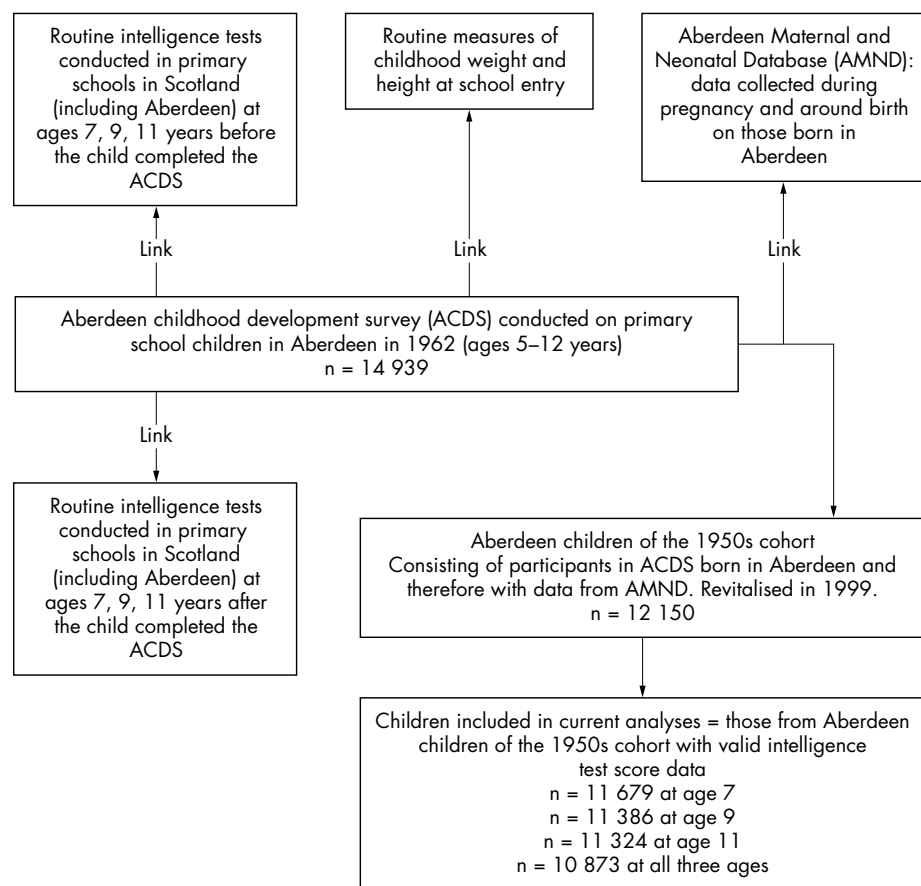 Routine intelligence tests
conducted in primary
schools in Scotland
(including Aberdeen) at
ages 7, 9, 11 years before
the child completed the
ACDS
Routine measures of
childhood weight and
height at school entry
Aberdeen Maternal and
Neonatal Database (AMND):
data collected during
pregnancy and around birth
on those born in
Aberdeen
Link
Link
Link
Aberdeen childhood development survey (ACDS) conducted on primary
school children in Aberdeen in 1962 (ages 5–12 years)
n = 14 939
Link
Routine intelligence tests
conducted in primary
schools in Scotland
(including Aberdeen) at
ages 7, 9, 11 years after
the child completed the
ACDS
Aberdeen children of the 1950s cohort
Consisting of participants in ACDS born in Aberdeen and
therefore with data from AMND. Revitalised in 1999.
n = 12 150
Children included in current analyses = those from Aberdeen
children of the 1950s cohort with valid intelligence
test score data
n = 11 679 at age 7
n = 11 386 at age 9
n = 11 324 at age 11
n = 10 873 at all three ages